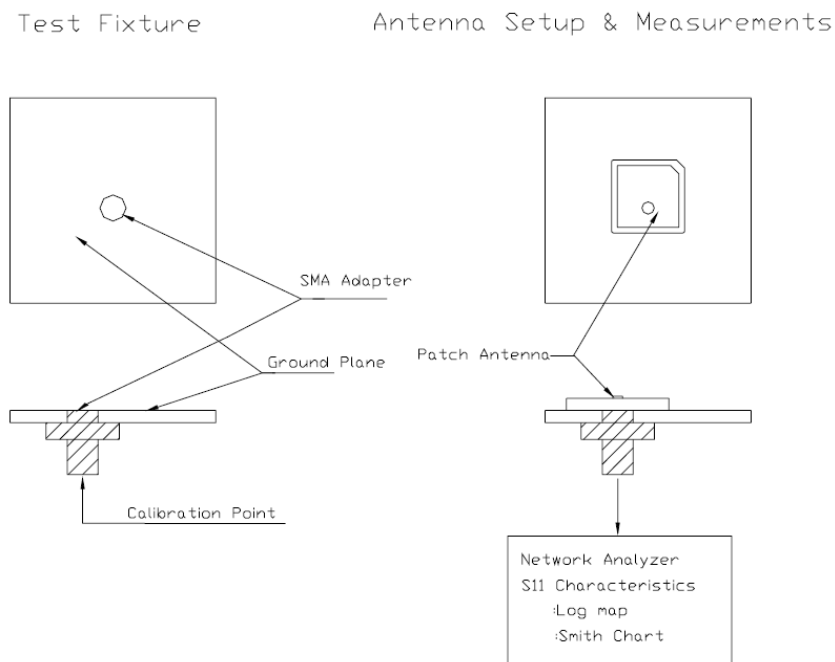 Test Fixture
Antenna Setup & Measurements
SMA Adapter
Ground Plane
Patch Antenna
Calibration Point
Network Analyzer
S11 Characteristics
:Log map
:Smith Chart